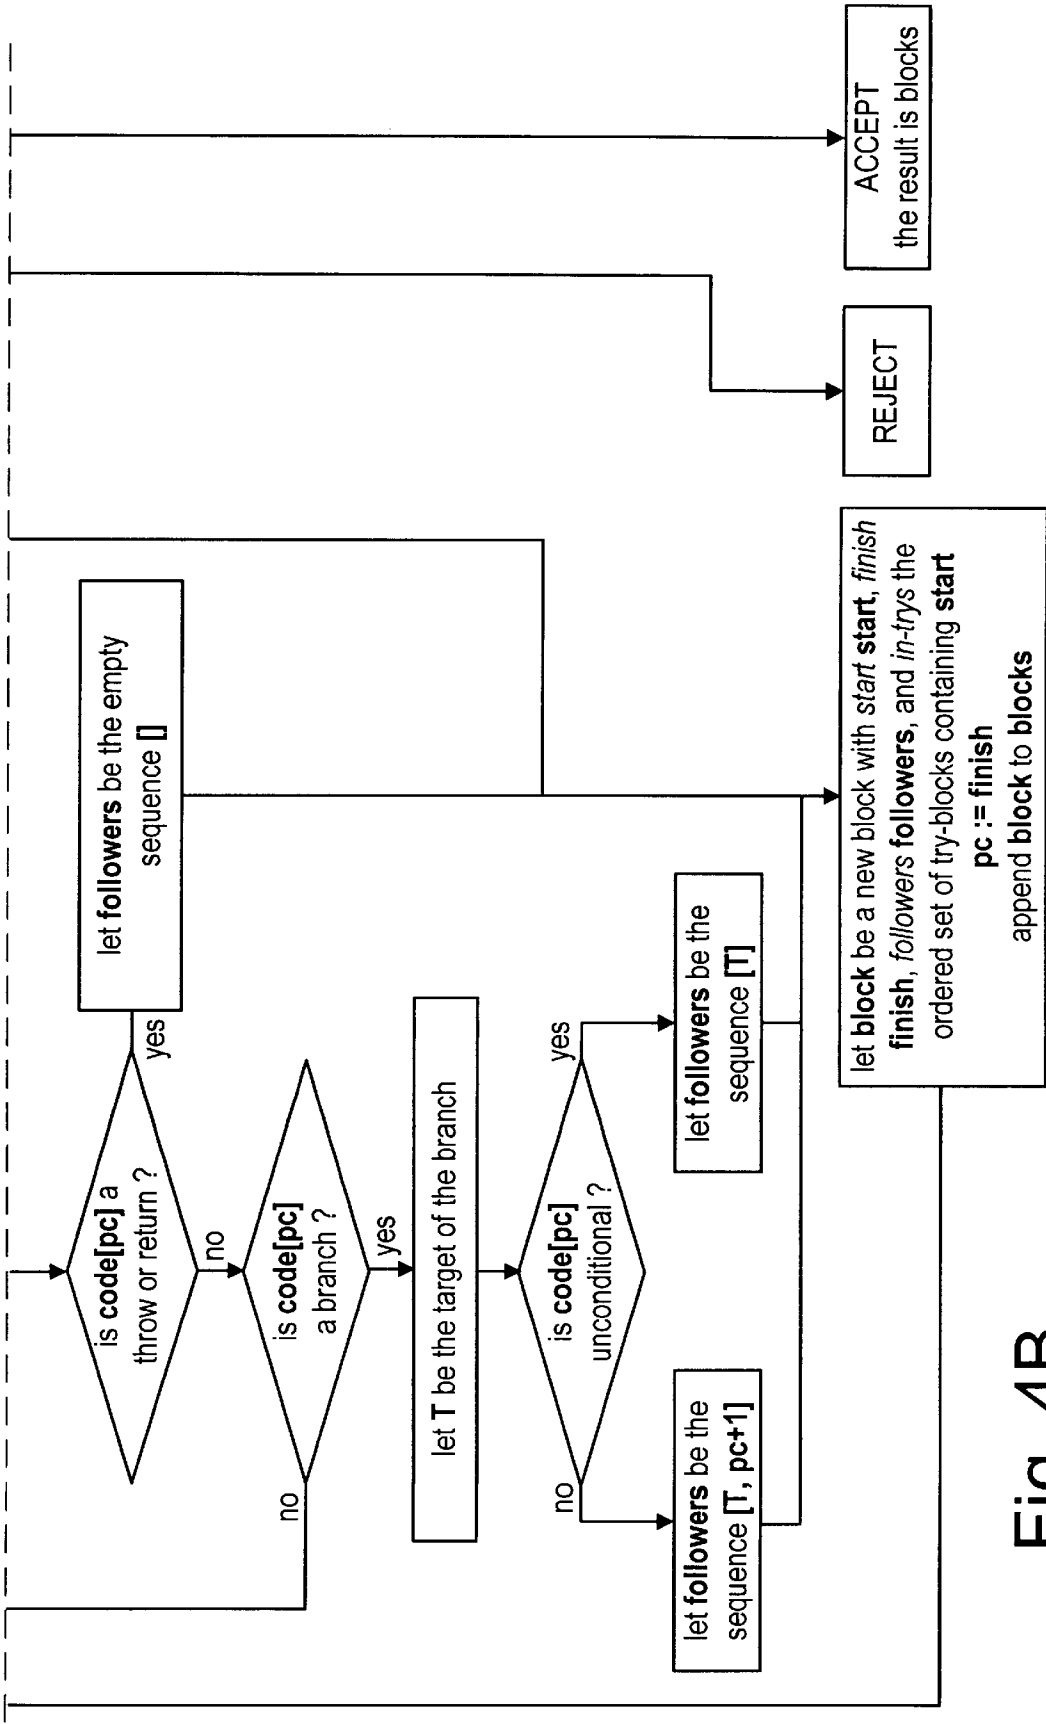 is code[pc] a
throw or return ?
yes
let followers be the empty
sequence []
no
is code[pc]
a branch ?
no
yes
let T be the target of the branch
is code[pc]
unconditional ?
no
yes
let followers be the
sequence [T, pc+1]
let followers be the
sequence [T]
let block be a new block with start start, finish
finish, followers followers, and in-trys the
ordered set of try-blocks containing start
pc := finish
append block to blocks
REJECT
ACCEPT
the result is blocks
Fig. 4B